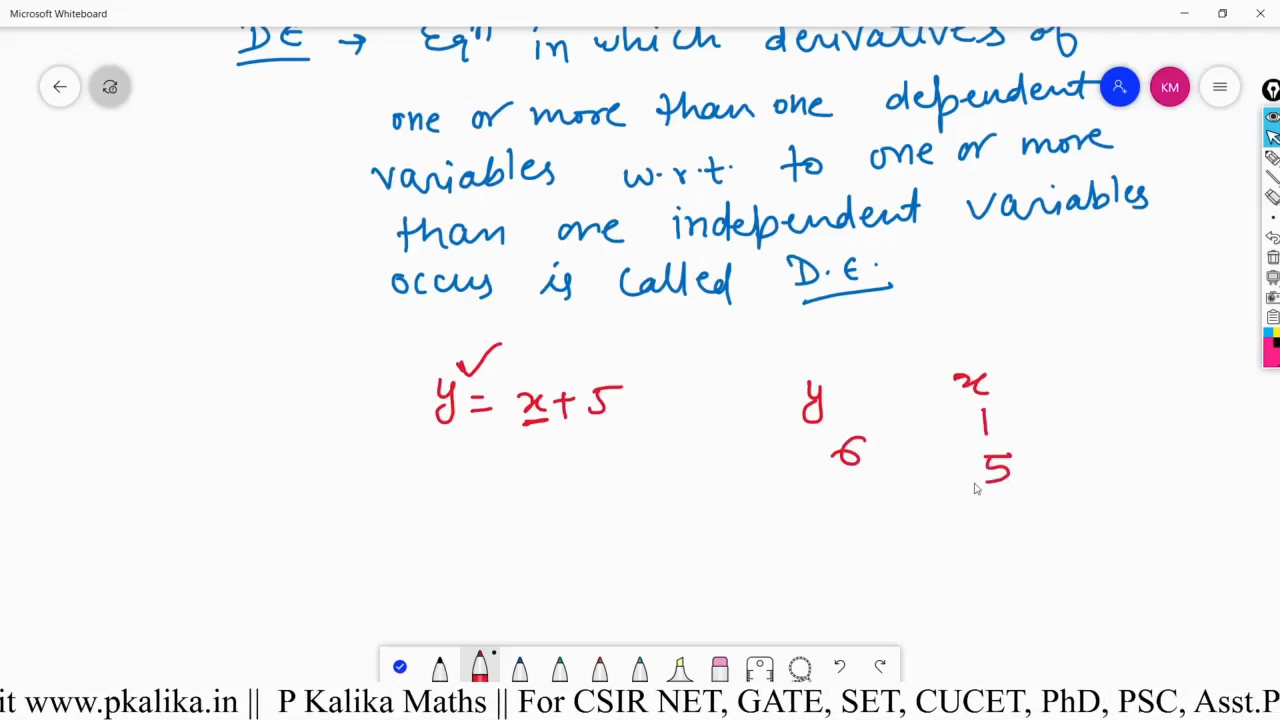 Microsoft Whiteboard
DE → Eqⁿ in which derivatives of
one or more than one dependent
variables w.r.t. to one or more
than one independent variables
occus is called D.E.
KM
y = x + 5
y x
1
6
5
it www.pkalika.in || P Kalika Maths || For CSIR NET, GATE, SET, CUCET, PhD, PSC, Asst.P